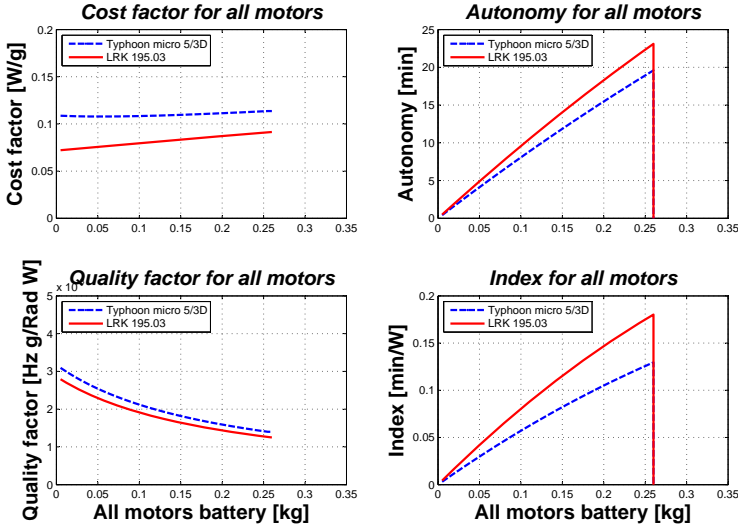 Cost factor for all motors
Cost factor [W/g]
0.2
0.15
0.1
0.05
0
Typhoon micro 5/3D
LRK 195.03
0 0.05 0.1 0.15 0.2 0.25 0.3 0.35
Autonomy for all motors
Autonomy [min]
25
20
15
10
5
0
Typhoon micro 5/3D
LRK 195.03
0 0.05 0.1 0.15 0.2 0.25 0.3 0.35
Quality factor for all motors
Quality factor [Hz g/Rad W]
5
4
3
2
1
0
Typhoon micro 5/3D
LRK 195.03
0 0.05 0.1 0.15 0.2 0.25 0.3 0.35
All motors battery [kg]
Index for all motors
Index [min/W]
0.2
0.15
0.1
0.05
0
Typhoon micro 5/3D
LRK 195.03
0 0.05 0.1 0.15 0.2 0.25 0.3 0.35
All motors battery [kg]